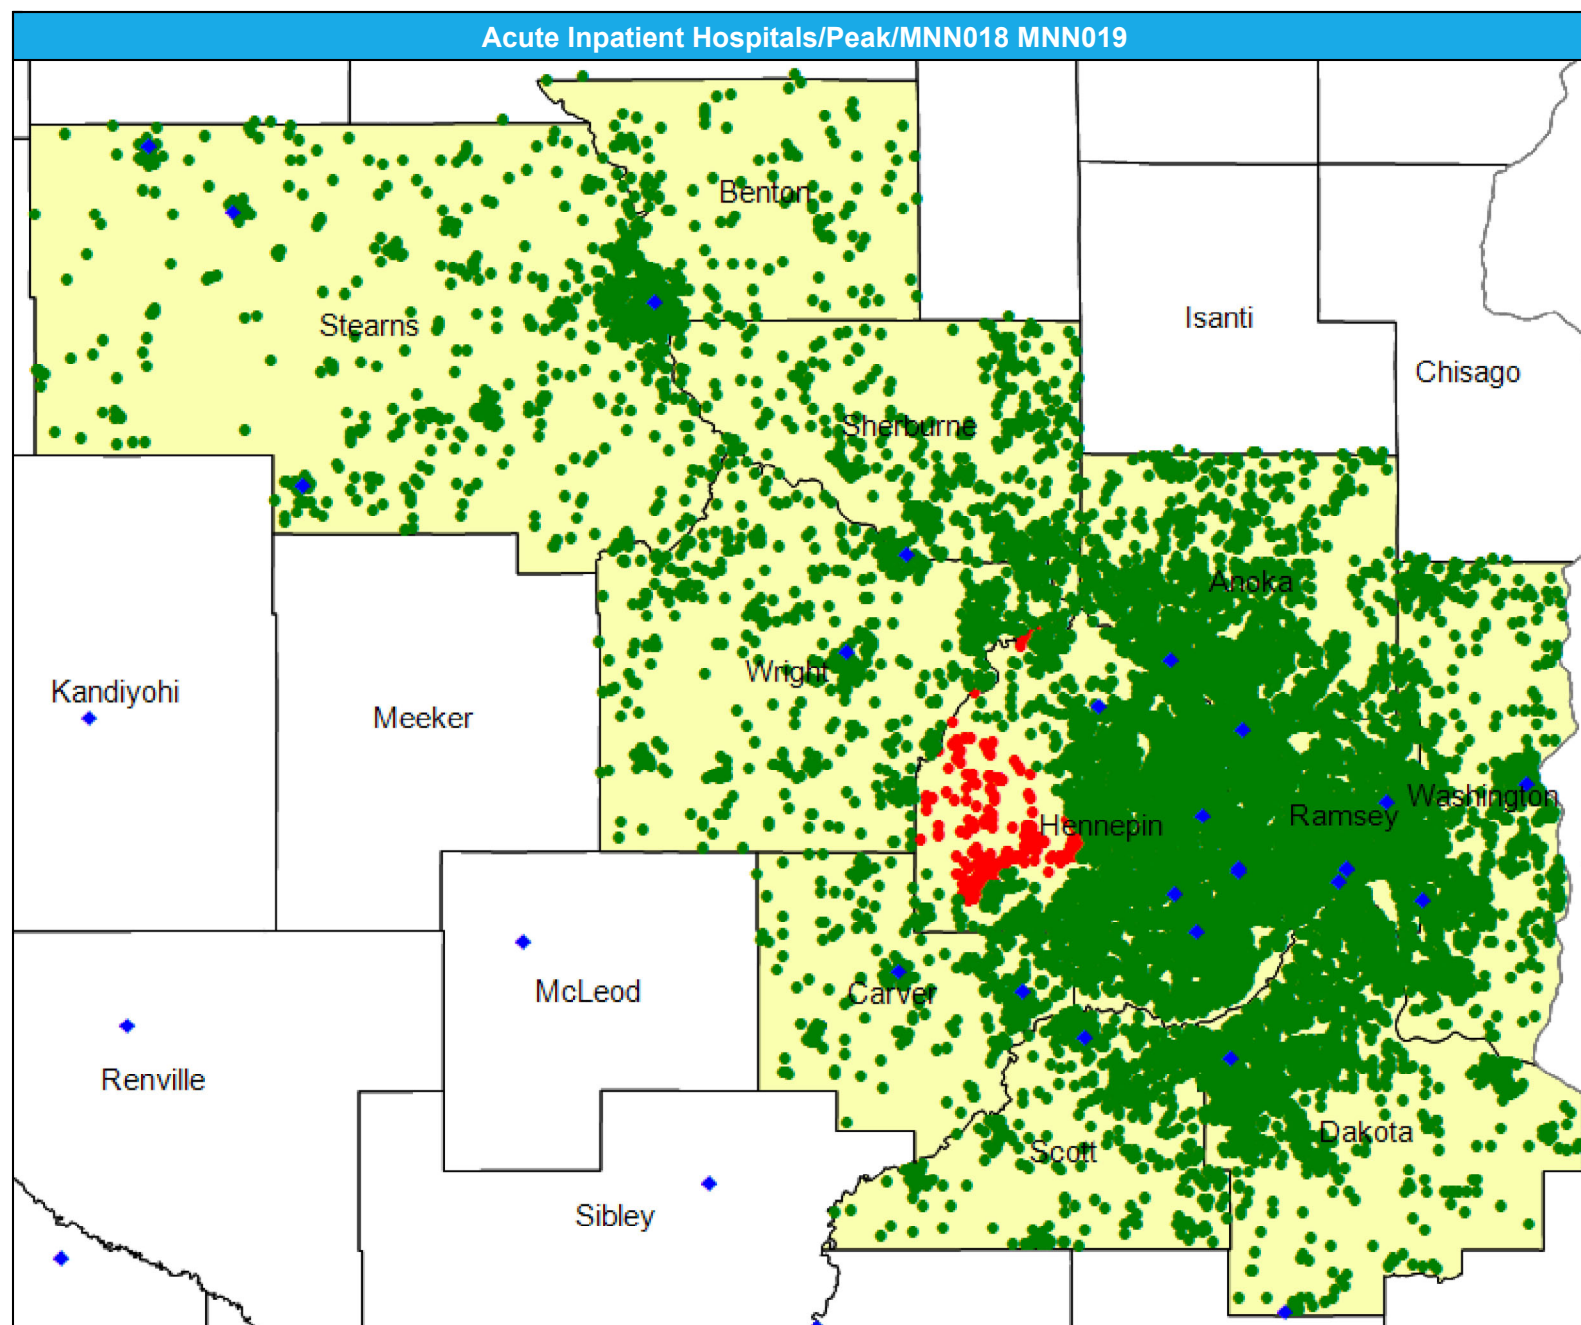 Acute Inpatient Hospitals/Peak/MNN018 MNN019
Benton
Stearns
Isanti
Chisago
Sherburne
Anoka
Wright
Kandiyohi
Meeker
Washington
Ramsey
Hennepin
McLeod
Carver
Renville
Dakota
Scott
Sibley